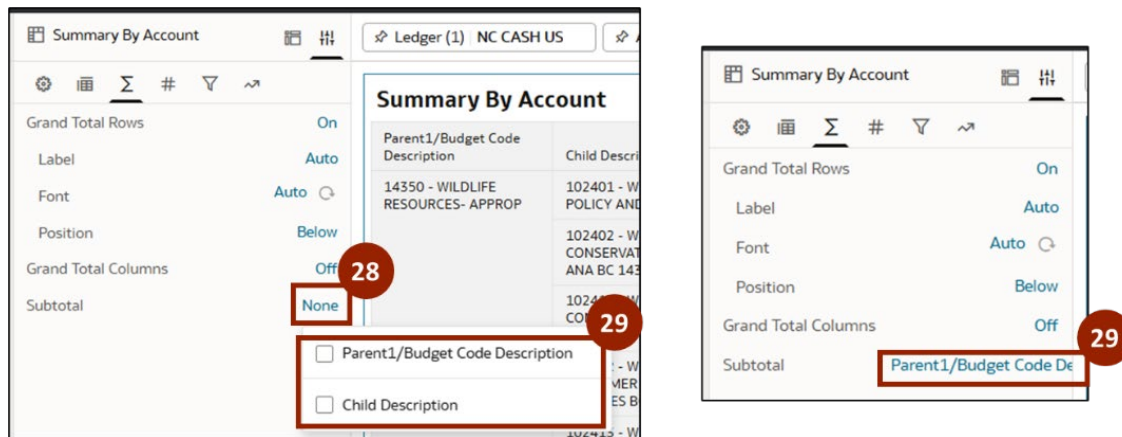 Summary By Account
Grand Total Rows On
Label Auto
Font Auto
Position Below
Grand Total Columns Off
Subtotal None
28
29
Parent1/Budget Code Description
Child Description
Ledger (1) NC CASH US
Summary By Account
Parent1/Budget Code
Description
Child Descri
14350 - WILDLIFE
RESOURCES- APPROP
102401 - W
POLICY AND
102402 - W
CONSERVAT
ANA BC 143
Summary By Account
Grand Total Rows On
Label Auto
Font Auto
Position Below
Grand Total Columns Off
Subtotal Parent1/Budget Code De
29